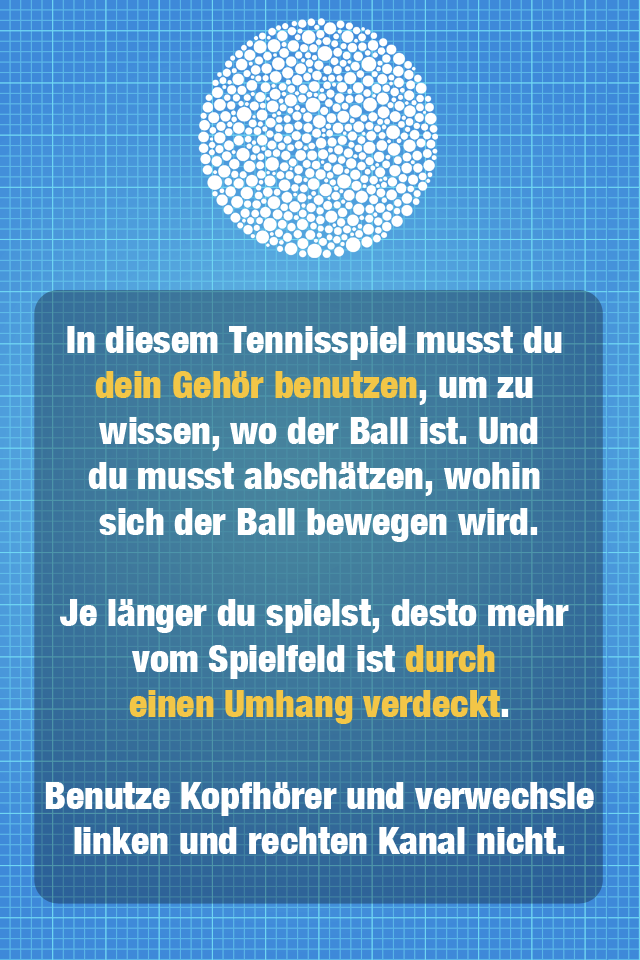 In diesem Tennisspiel musst du
dein Gehör benutzen, um zu
wissen, wo der Ball ist. Und
du musst abschätzen, wohin
sich der Ball bewegen wird.
Je länger du spielst, desto mehr
vom Spielfeld ist durch
einen Umhang verdeckt.
Benutze Kopfhörer und verwechsle
linken und rechten Kanal nicht.